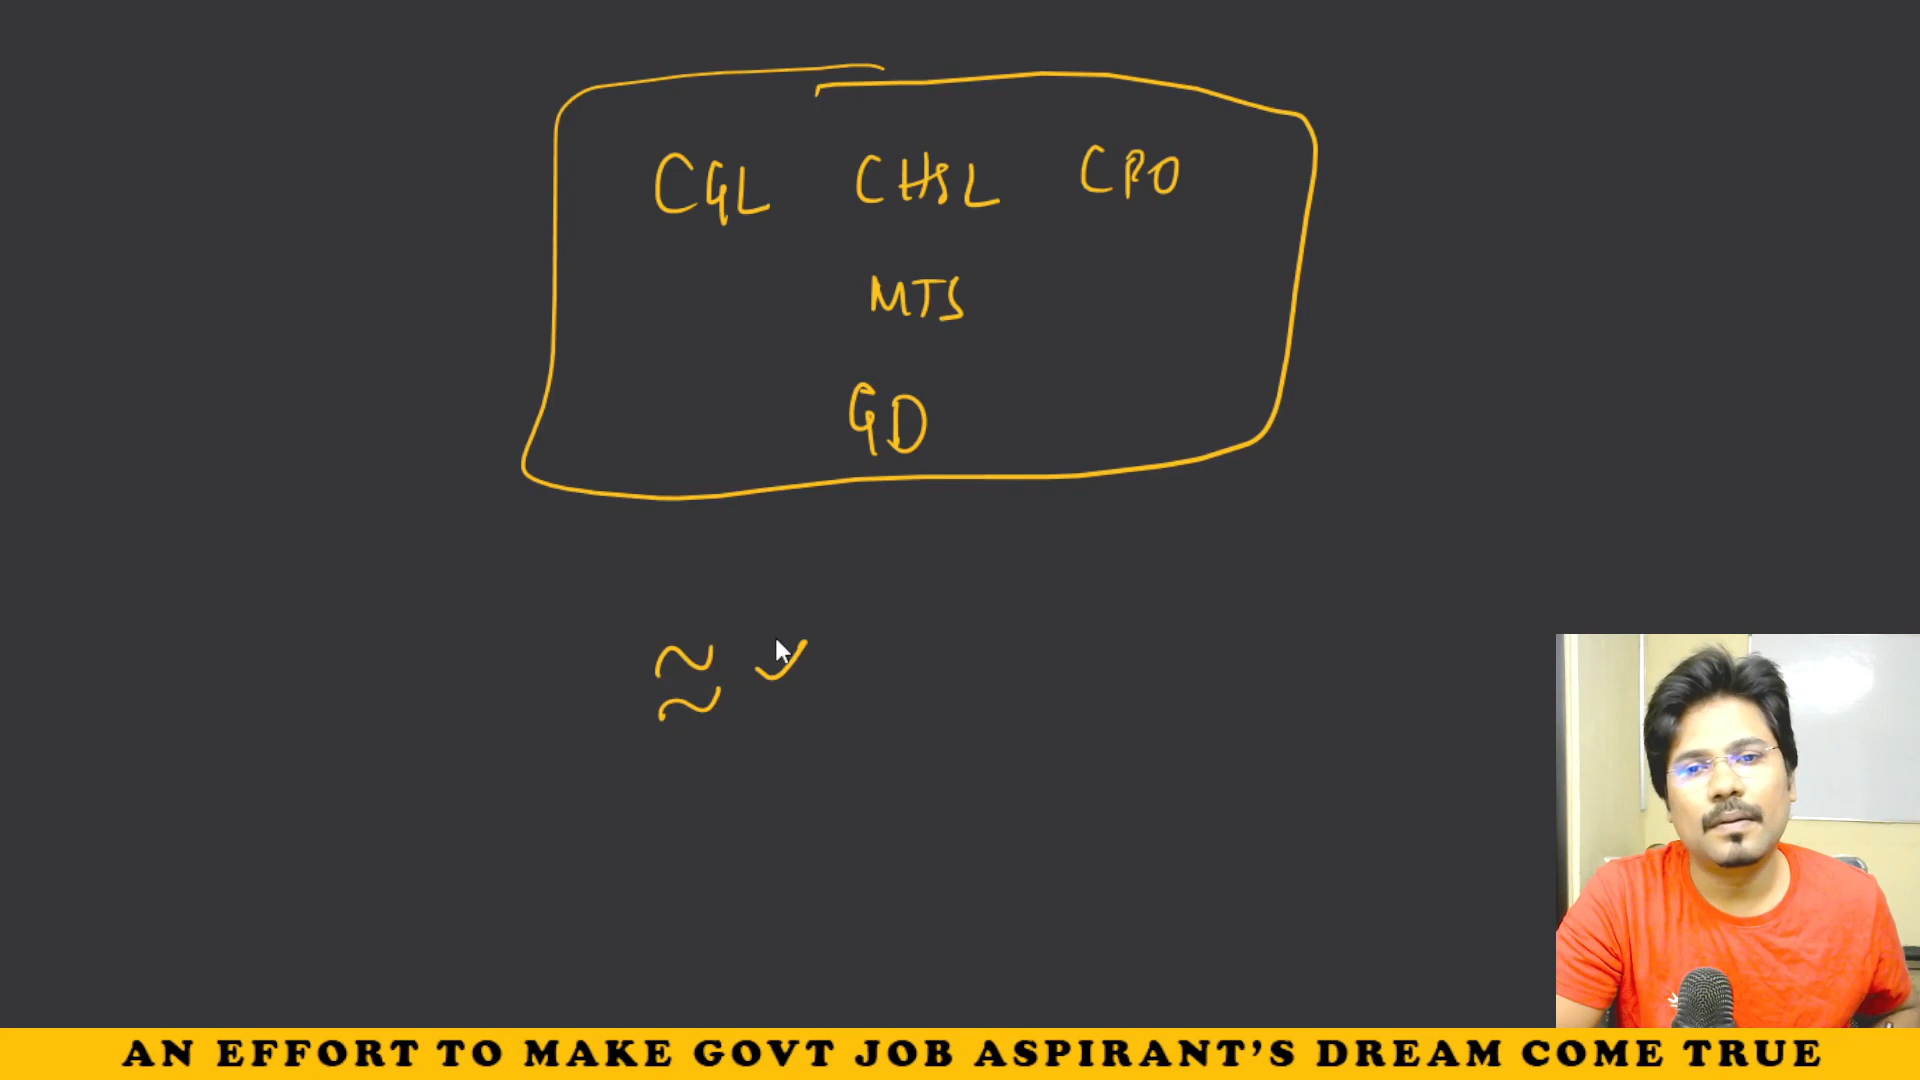 CGL CHSL CPO
MTS
GD
≈ ✓
AN EFFORT TO MAKE GOVT JOB ASPIRANT'S DREAM COME TRUE